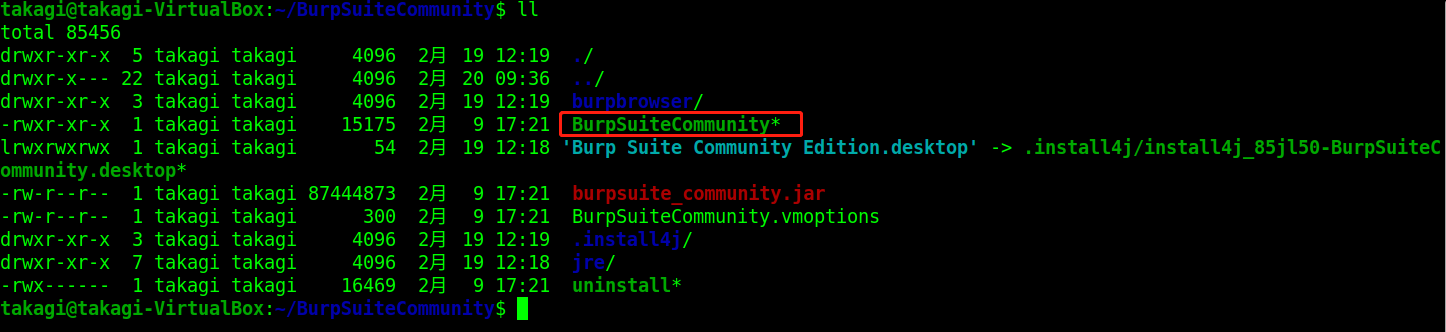 takagi@takagi-VirtualBox:~/BurpSuiteCommunity$ ll
total 85456
drwxr-xr-x  5 takagi takagi     4096  2月  19 12:19  ./
drwxr-x--- 22 takagi takagi     4096  2月  20 09:36  ../
drwxr-xr-x  3 takagi takagi     4096  2月  19 12:19  burpbrowser/
-rwxr-xr-x  1 takagi takagi    15175  2月   9 17:21  BurpSuiteCommunity*
lrwxrwxrwx  1 takagi takagi       54  2月  19 12:18 'Burp Suite Community Edition.desktop' -> .install4j/install4j_85jl50-BurpSuiteC
ommunity.desktop*
-rw-r--r--  1 takagi takagi 87444873  2月   9 17:21  burpsuite_community.jar
-rw-r--r--  1 takagi takagi      300  2月   9 17:21  BurpSuiteCommunity.vmoptions
drwxr-xr-x  3 takagi takagi     4096  2月  19 12:19  .install4j/
drwxr-xr-x  7 takagi takagi     4096  2月  19 12:18  jre/
-rwx------  1 takagi takagi    16469  2月   9 17:21  uninstall*
takagi@takagi-VirtualBox:~/BurpSuiteCommunity$